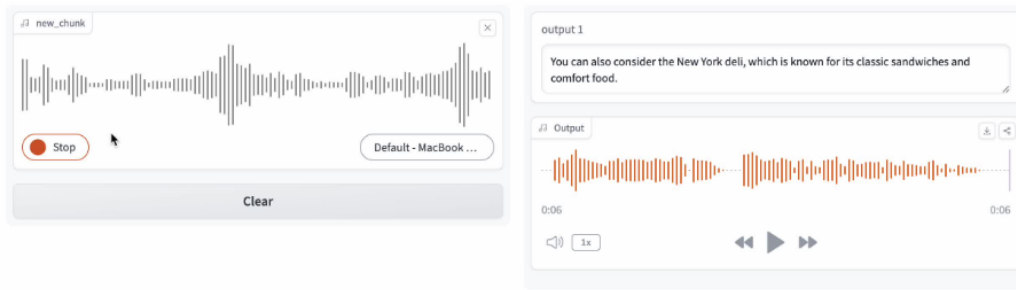 new_chunk
Stop
Default - MacBook ...
Clear
output 1
You can also consider the New York deli, which is known for its classic sandwiches and
comfort food.
Output
0:06
0:06
1x